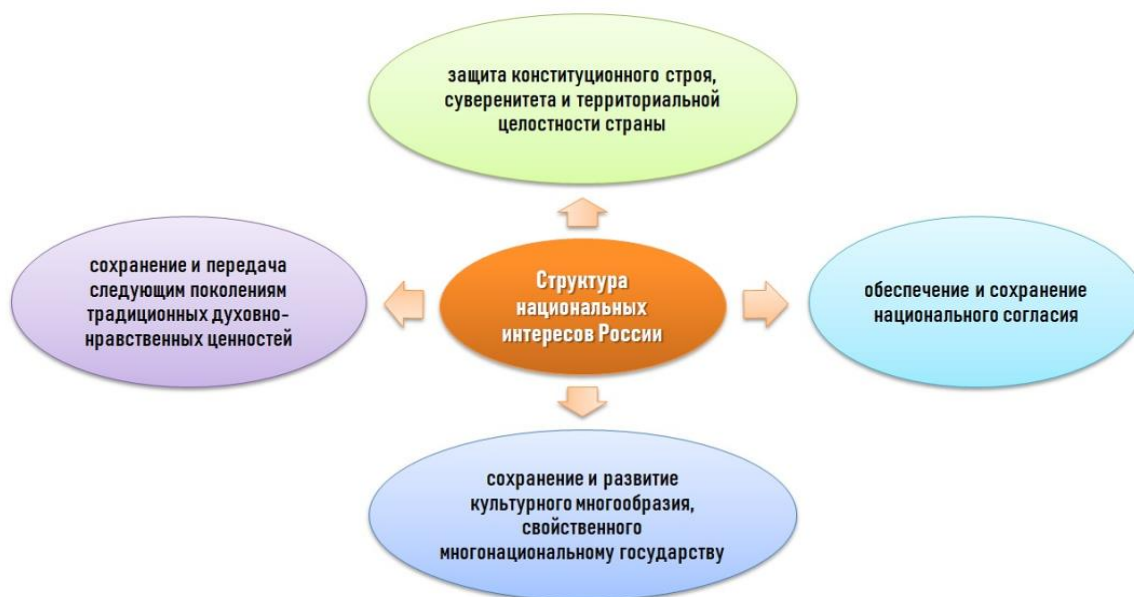 защита конституционного строя,
суверенитета и территориальной
целостности страны
сохранение и передача
следующим поколениям
традиционных духовно-
нравственных ценностей
Структура
национальных
интересов России
обеспечение и сохранение
национального согласия
сохранение и развитие
культурного многообразия,
свойственного
многонациональному государству